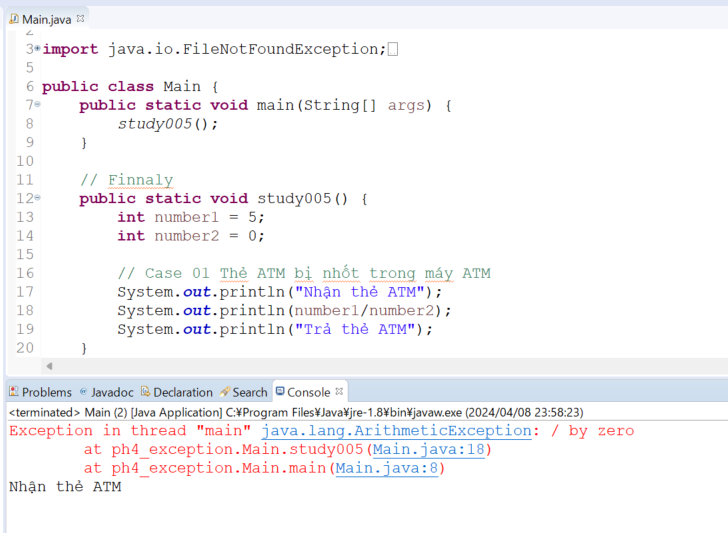 Main.java
2
3 import java.io.FileNotFoundException;
5
6 public class Main {
7 public static void main(String[] args) {
8 study005();
9 }
10
11 // Finnaly
12 public static void study005() {
13 int number1 = 5;
14 int number2 = 0;
15
16 // Case 01 Thẻ ATM bị nhốt trong máy ATM
17 System.out.println("Nhận thẻ ATM");
18 System.out.println(number1/number2);
19 System.out.println("Trả thẻ ATM");
20 }
Problems Javadoc Declaration Search Console
<terminated> Main (2) [Java Application] C:¥Program Files¥Java¥jre-1.8¥bin¥javaw.exe (2024/04/08 23:58:23)
Exception in thread "main" java.lang.ArithmeticException: / by zero
at ph4_exception.Main.study005(Main.java:18)
at ph4_exception.Main.main(Main.java:8)
Nhận thẻ ATM